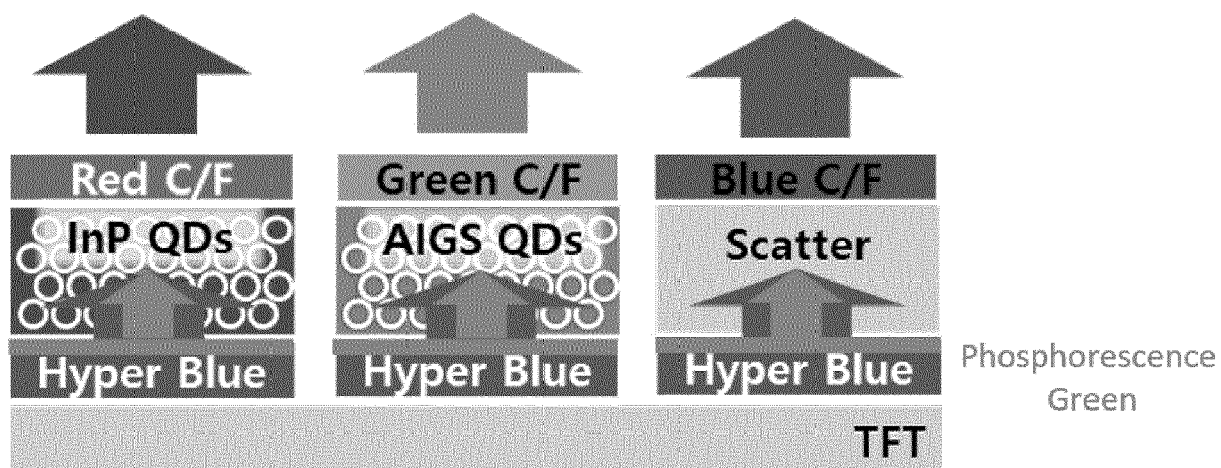 Red C/F
Green C/F
Blue C/F
InP QDs
AIGS QDs
Scatter
Hyper Blue
Hyper Blue
Hyper Blue
Phosphorescence
Green
TFT